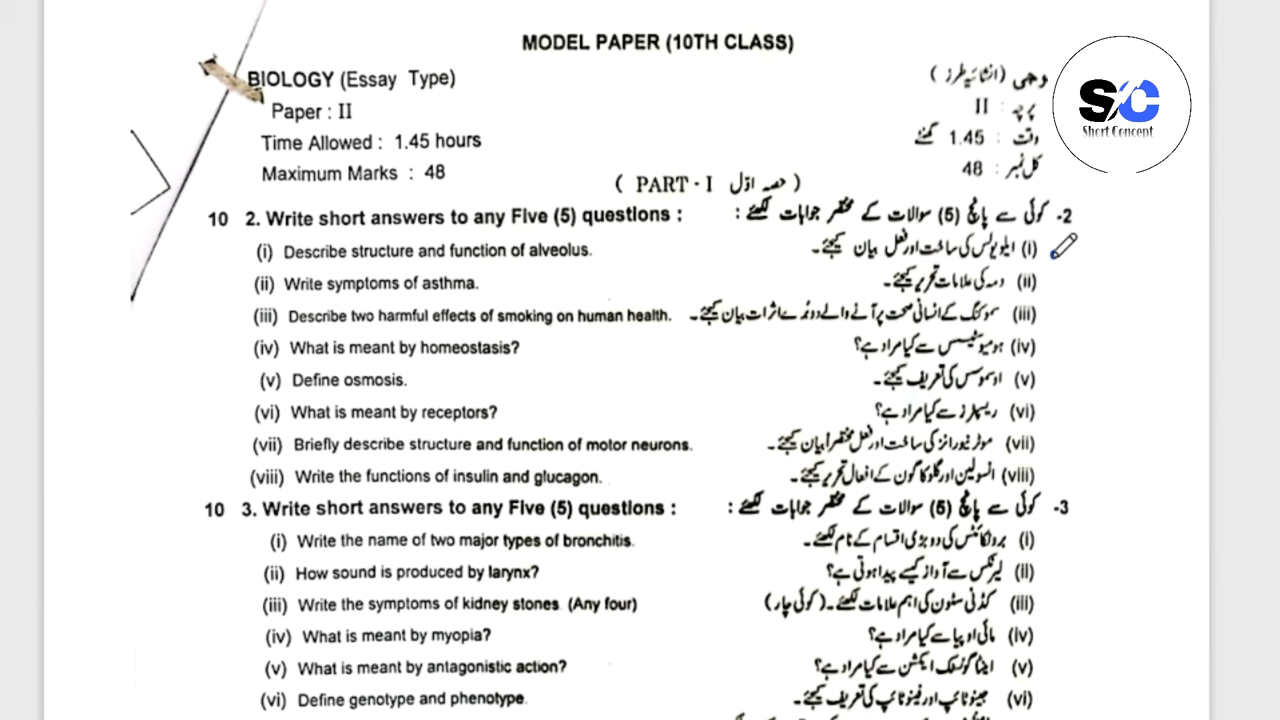 MODEL PAPER (10TH CLASS)
BIOLOGY (Essay Type) (انشائیہ طرز)
Paper : II پرچہ : II
Time Allowed : 1.45 hours وقت : 1.45 گھنٹے
Maximum Marks : 48 کل نمبر : 48
( PART - I حصہ اوّل )
10 2. Write short answers to any Five (5) questions : 2- کوئی سے پانچ (5) سوالات کے مختصر جوابات لکھئے :
(i) Describe structure and function of alveolus. (i) ایلویولس کی ساخت اور فعل بیان کیجئے۔
(ii) Write symptoms of asthma. (ii) دمہ کی علامات تحریر کیجئے۔
(iii) Describe two harmful effects of smoking on human health. (iii) سموکنگ کے انسانی صحت پر آنے والے دو بُرے اثرات بیان کیجئے۔
(iv) What is meant by homeostasis? (iv) ہومیوسٹیسس سے کیا مراد ہے؟
(v) Define osmosis. (v) اوسموسس کی تعریف کیجئے۔
(vi) What is meant by receptors? (vi) ریسپٹرز سے کیا مراد ہے؟
(vii) Briefly describe structure and function of motor neurons. (vii) موٹر نیورانز کی ساخت اور فعل مختصراً بیان کیجئے۔
(viii) Write the functions of insulin and glucagon. (viii) انسولین اور گلوکاگون کے افعال تحریر کیجئے۔
10 3. Write short answers to any Five (5) questions : 3- کوئی سے پانچ (5) سوالات کے مختصر جوابات لکھئے :
(i) Write the name of two major types of bronchitis. (i) برونکائٹس کی دو بڑی اقسام کے نام لکھئے۔
(ii) How sound is produced by larynx? (ii) لیرنکس سے آواز کیسے پیدا ہوتی ہے؟
(iii) Write the symptoms of kidney stones. (Any four) (iii) کڈنی سٹون کی اہم علامات لکھئے۔ (کوئی چار)
(iv) What is meant by myopia? (iv) مائی اوپیا سے کیا مراد ہے؟
(v) What is meant by antagonistic action? (v) اینٹاگونسٹک ایکشن سے کیا مراد ہے؟
(vi) Define genotype and phenotype. (vi) جینوٹائپ اور فینوٹائپ کی تعریف کیجئے۔
S/C
Short Concept